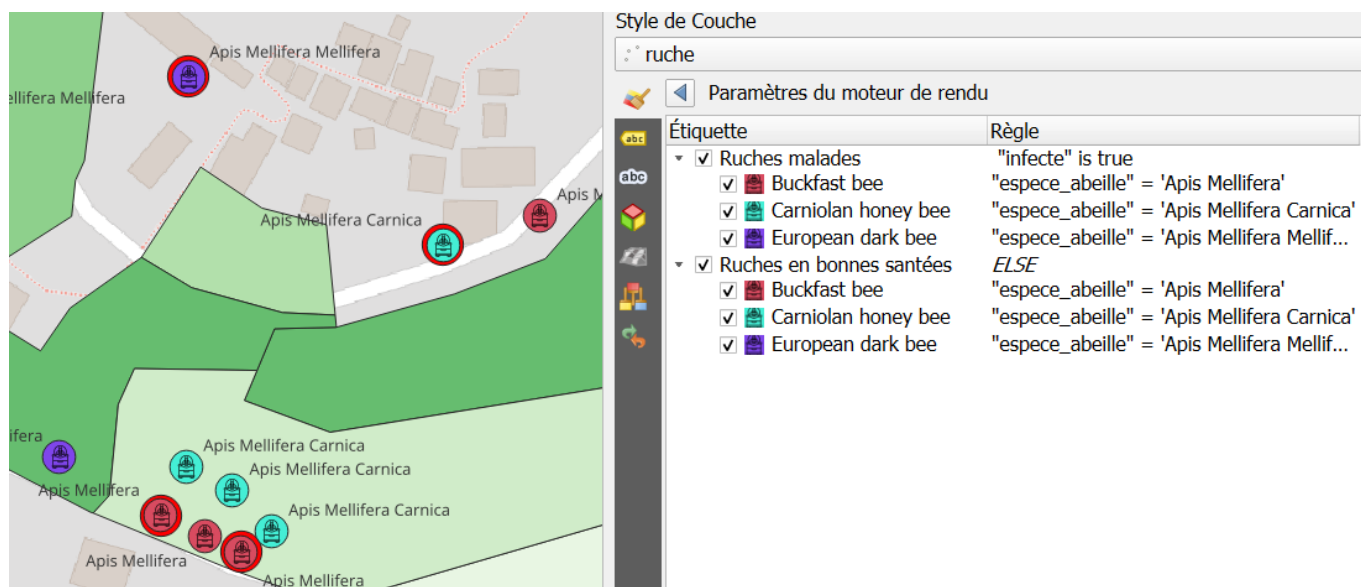 Apis Mellifera Mellifera
ellifera Mellifera
Apis Mellifera Carnica
Apis M
ifera
Apis Mellifera Carnica
Apis Mellifera Carnica
Apis Mellifera
Apis Mellifera Carnica
Apis Mellifera
Apis Mellifera
Style de Couche
ruche
Paramètres du moteur de rendu
Étiquette Règle
Ruches malades "infecte" is true
Buckfast bee "espece_abeille" = 'Apis Mellifera'
Carniolan honey bee "espece_abeille" = 'Apis Mellifera Carnica'
European dark bee "espece_abeille" = 'Apis Mellifera Mellif...
Ruches en bonnes santées ELSE
Buckfast bee "espece_abeille" = 'Apis Mellifera'
Carniolan honey bee "espece_abeille" = 'Apis Mellifera Carnica'
European dark bee "espece_abeille" = 'Apis Mellifera Mellif...
abc
abc